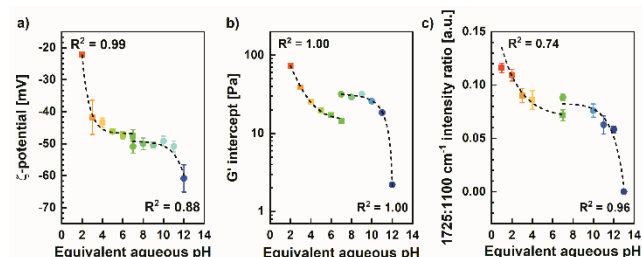 a)
R² = 0.99
-20
-30
-40
-50
-60
-70
ζ-potential [mV]
R² = 0.88
0 2 4 6 8 10 12 14
Equivalent aqueous pH
b)
R² = 1.00
100
10
1
G' intercept [Pa]
R² = 1.00
0 2 4 6 8 10 12 14
Equivalent aqueous pH
c)
R² = 0.74
0.15
0.10
0.05
0.00
1725:1100 cm⁻¹ intensity ratio [a.u.]
R² = 0.96
0 2 4 6 8 10 12 14
Equivalent aqueous pH